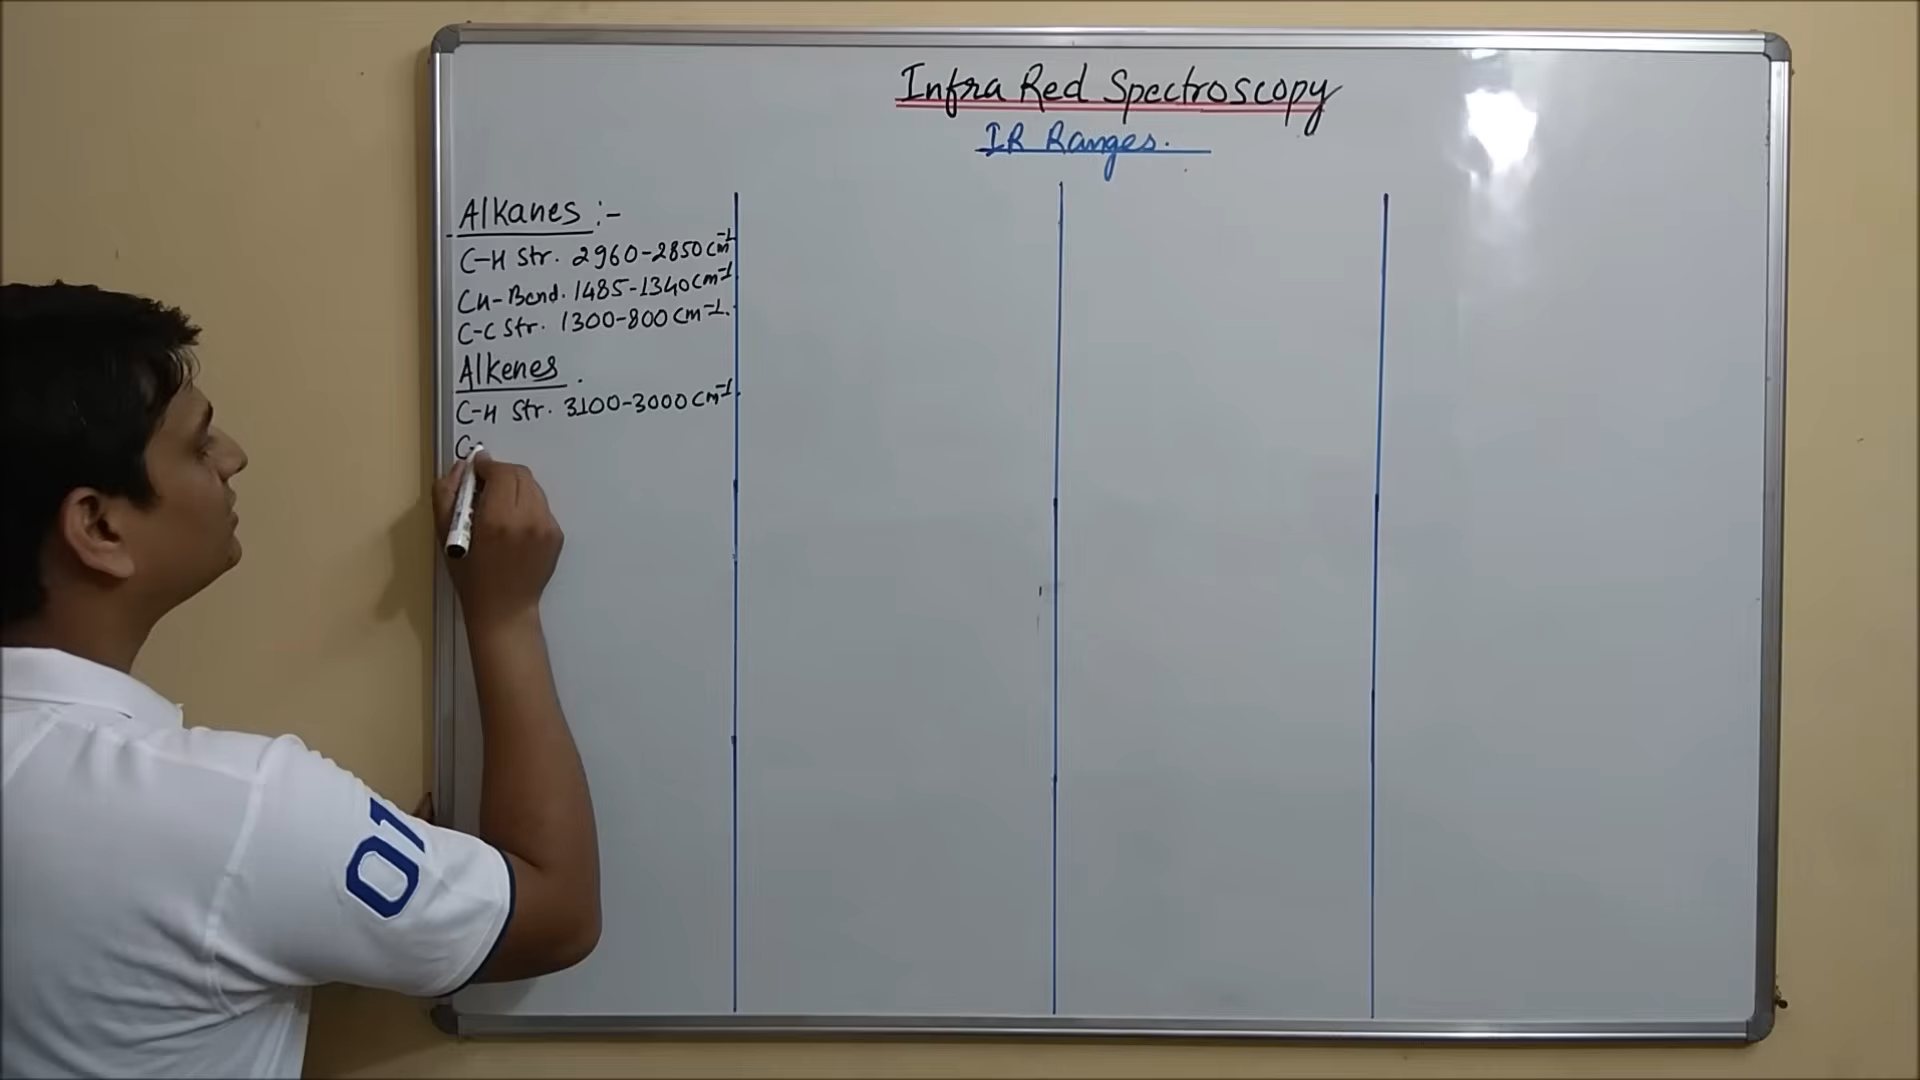 Infra Red Spectroscopy
IR Ranges.
Alkanes :-
C-H Str. 2960-2850 cm⁻¹
CH-Bend. 1485-1340 cm⁻¹
C-C Str. 1300-800 cm⁻¹.
Alkenes.
C-H Str. 3100-3000 cm⁻¹.
C-
01